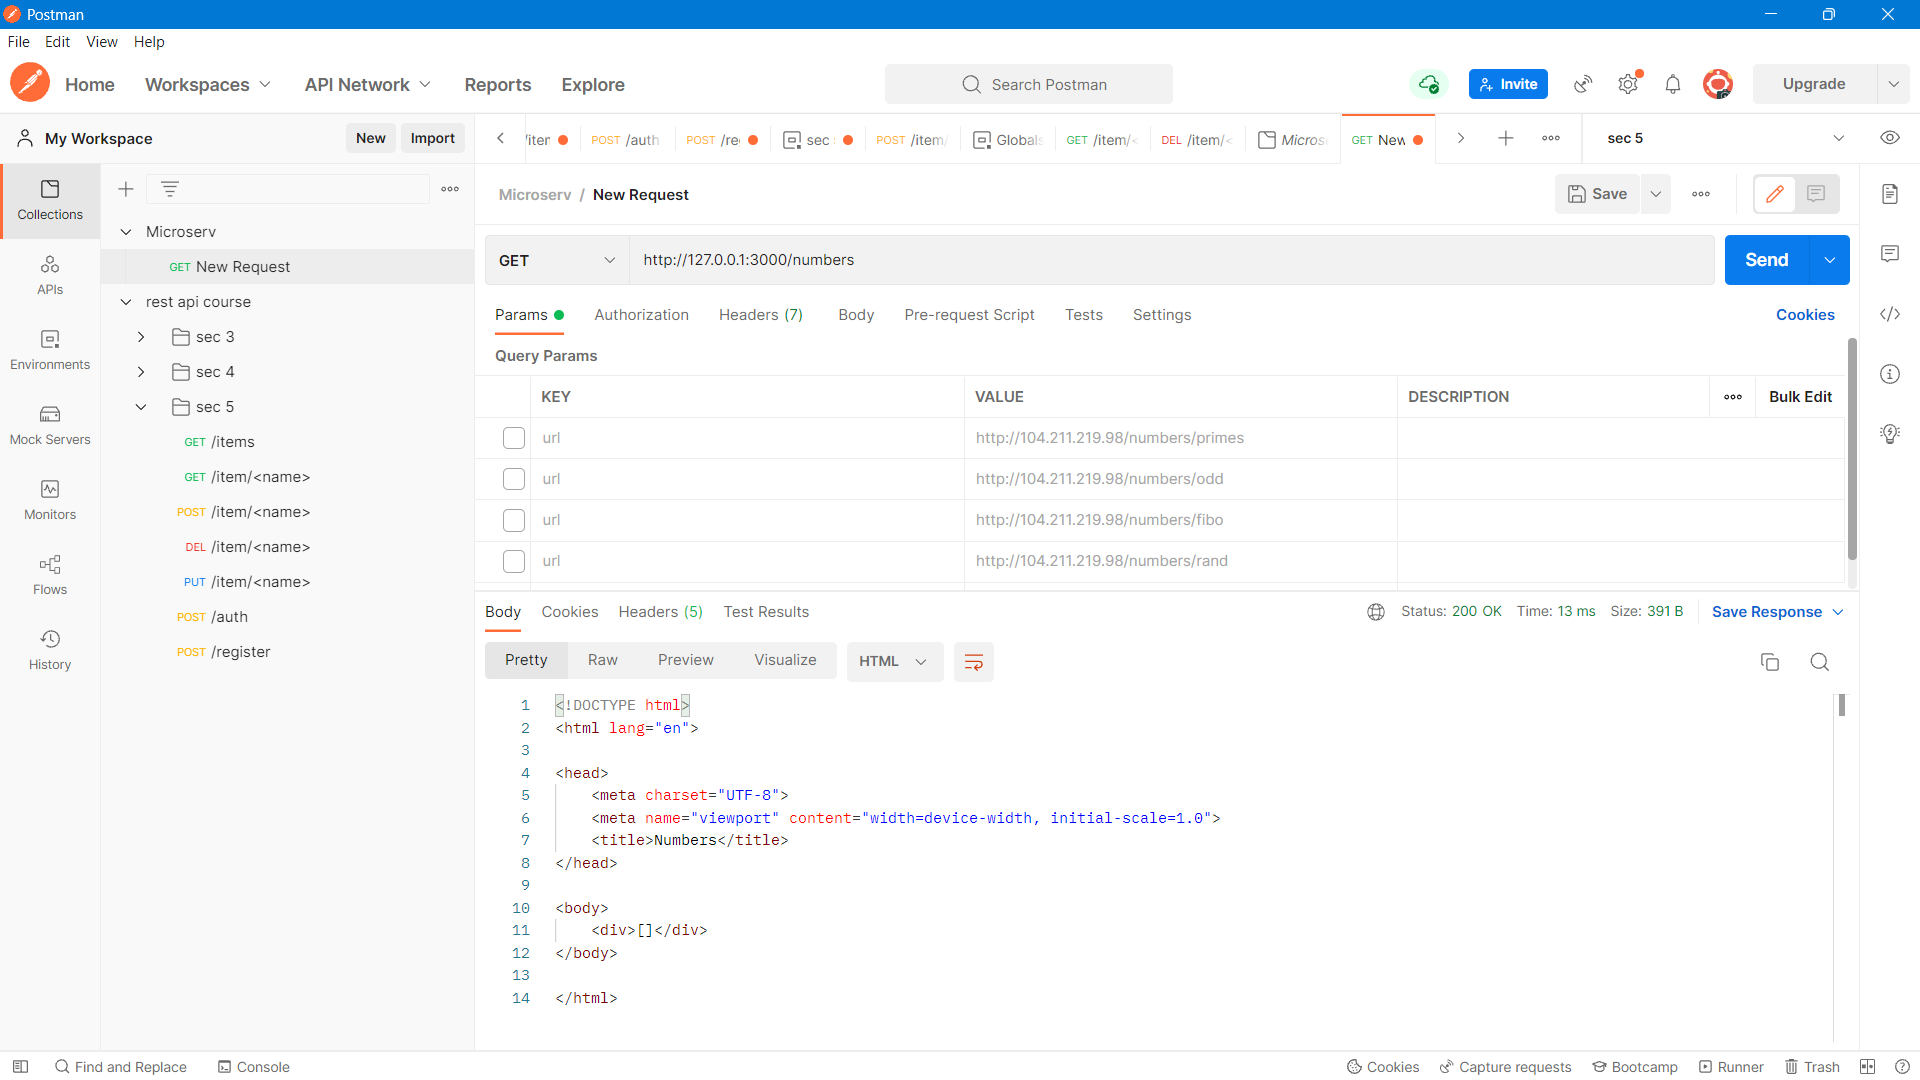 Postman
File Edit View Help
Home Workspaces API Network Reports Explore Search Postman Invite Upgrade
My Workspace New Import
POST /auth POST /re sec POST /item/ Globals GET /item/< DEL /item/< Micros GET New sec 5
Collections
APIs
Environments
Mock Servers
Monitors
Flows
History
Microserv
GET New Request
rest api course
sec 3
sec 4
sec 5
GET /items
GET /item/<name>
POST /item/<name>
DEL /item/<name>
PUT /item/<name>
POST /auth
POST /register
Microserv / New Request Save
GET http://127.0.0.1:3000/numbers Send
Params Authorization Headers (7) Body Pre-request Script Tests Settings Cookies
Query Params
KEY VALUE DESCRIPTION Bulk Edit
url http://104.211.219.98/numbers/primes
url http://104.211.219.98/numbers/odd
url http://104.211.219.98/numbers/fibo
url http://104.211.219.98/numbers/rand
Body Cookies Headers (5) Test Results Status: 200 OK Time: 13 ms Size: 391 B Save Response
Pretty Raw Preview Visualize HTML
1 <!DOCTYPE html>
2 <html lang="en">
3
4 <head>
5 <meta charset="UTF-8">
6 <meta name="viewport" content="width=device-width, initial-scale=1.0">
7 <title>Numbers</title>
8 </head>
9
10 <body>
11 <div>[]</div>
12 </body>
13
14 </html>
Find and Replace Console Cookies Capture requests Bootcamp Runner Trash